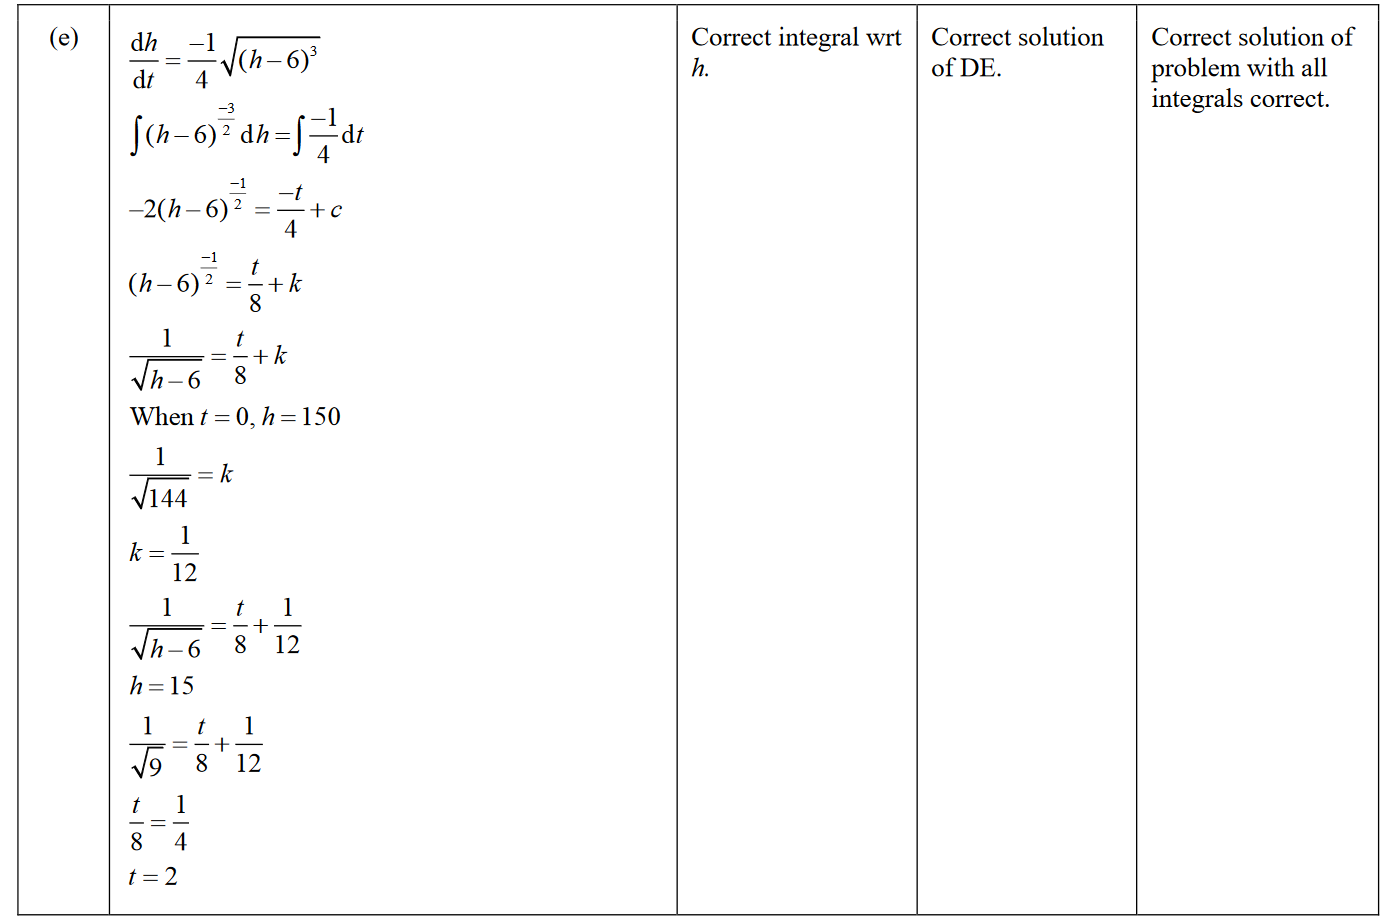 (e)
dh/dt = −1/4 √(h−6)³
∫(h−6)^(−3/2) dh = ∫ −1/4 dt
−2(h−6)^(−1/2) = −t/4 + c
(h−6)^(−1/2) = t/8 + k
1/√(h−6) = t/8 + k
When t = 0, h = 150
1/√144 = k
k = 1/12
1/√(h−6) = t/8 + 1/12
h = 15
1/√9 = t/8 + 1/12
t/8 = 1/4
t = 2
Correct integral wrt
h.
Correct solution
of DE.
Correct solution of
problem with all
integrals correct.